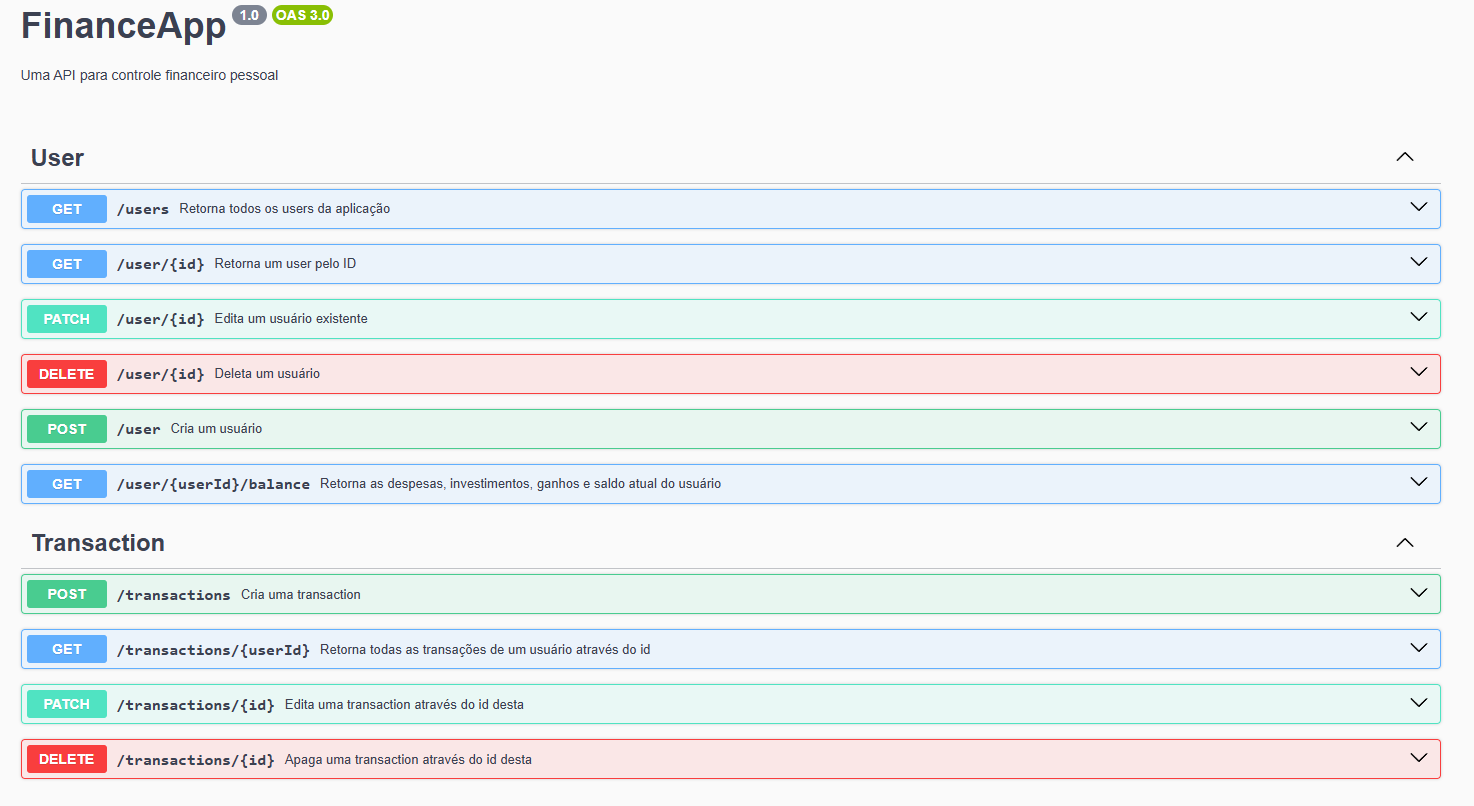 FinanceApp 1.0 OAS 3.0
Uma API para controle financeiro pessoal
User
GET /users Retorna todos os users da aplicação
GET /user/{id} Retorna um user pelo ID
PATCH /user/{id} Edita um usuário existente
DELETE /user/{id} Deleta um usuário
POST /user Cria um usuário
GET /user/{userId}/balance Retorna as despesas, investimentos, ganhos e saldo atual do usuário
Transaction
POST /transactions Cria uma transaction
GET /transactions/{userId} Retorna todas as transações de um usuário através do id
PATCH /transactions/{id} Edita uma transaction através do id desta
DELETE /transactions/{id} Apaga uma transaction através do id desta